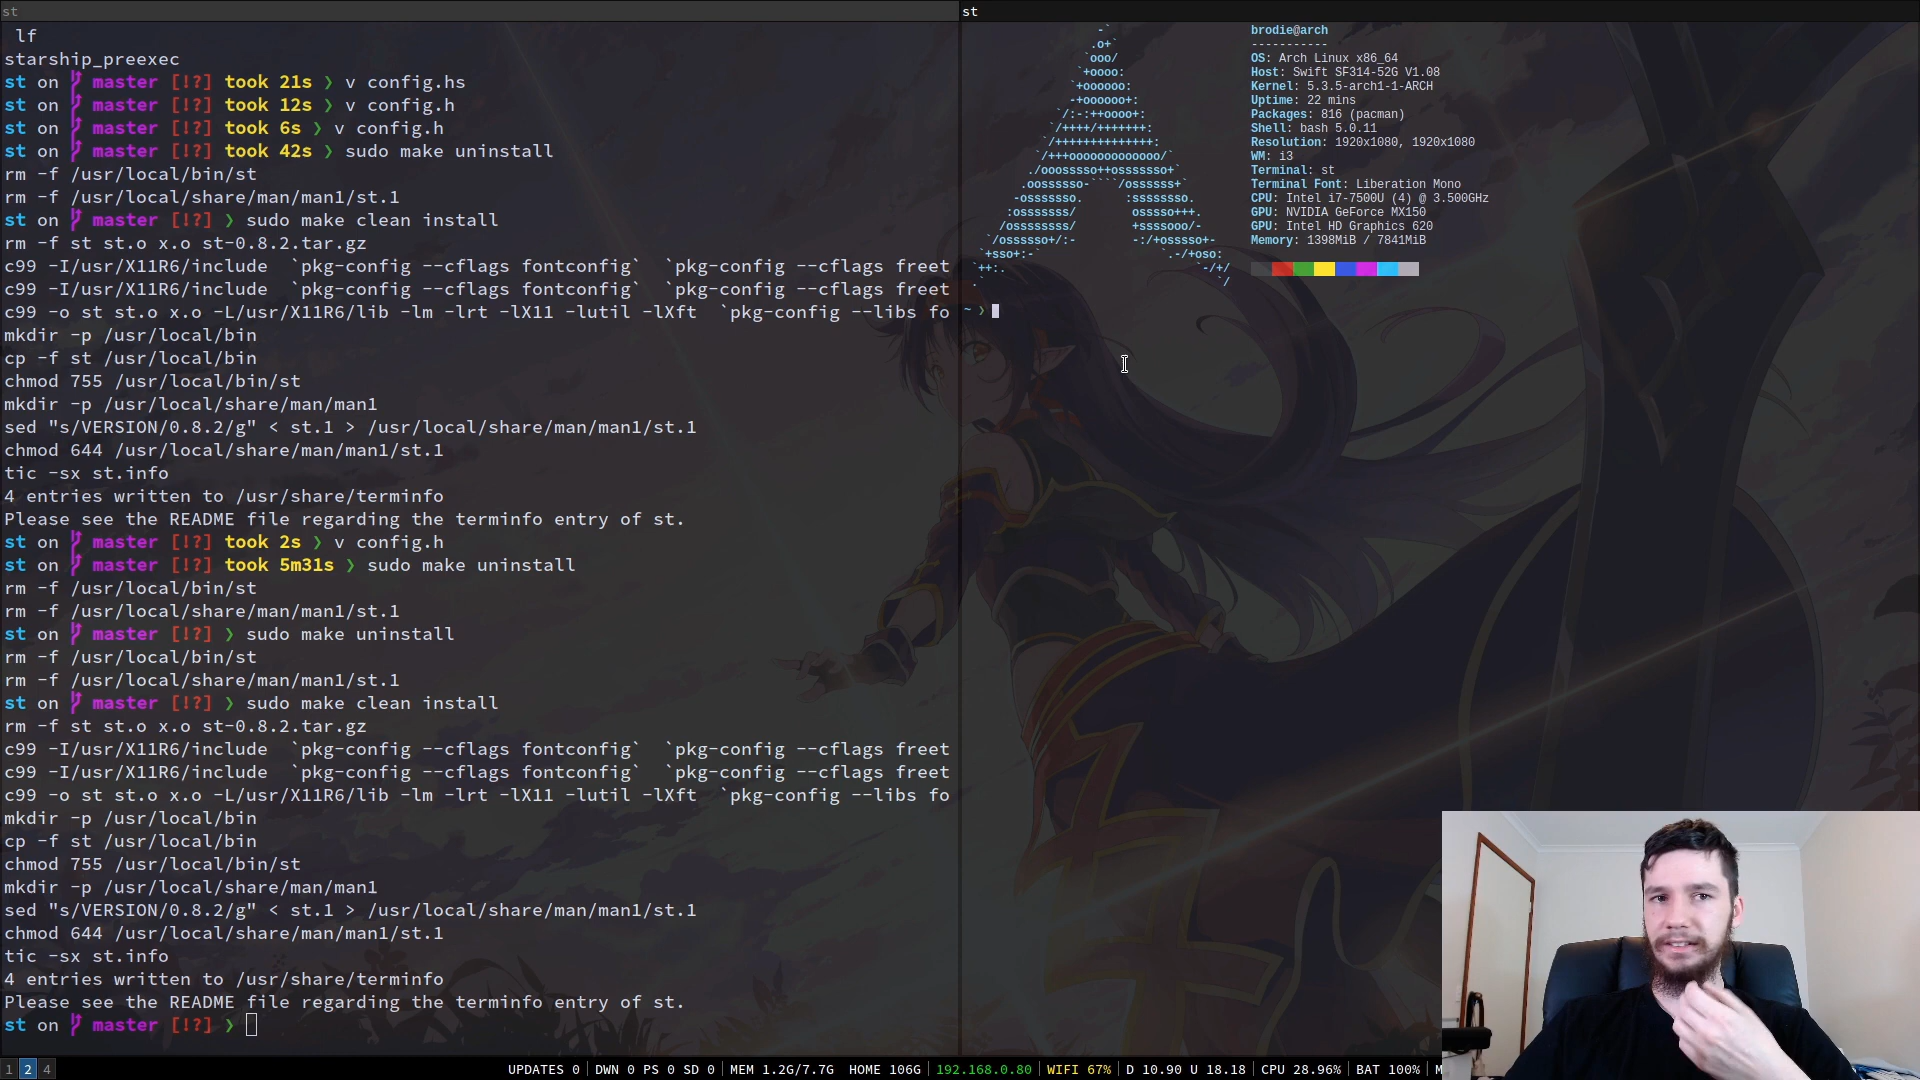 st
lf
starship_preexec
st on master [!?] took 21s ❯ v config.hs
st on master [!?] took 12s ❯ v config.h
st on master [!?] took 6s ❯ v config.h
st on master [!?] took 42s ❯ sudo make uninstall
rm -f /usr/local/bin/st
rm -f /usr/local/share/man/man1/st.1
st on master [!?] ❯ sudo make clean install
rm -f st st.o x.o st-0.8.2.tar.gz
c99 -I/usr/X11R6/include  `pkg-config --cflags fontconfig`  `pkg-config --cflags freet
c99 -I/usr/X11R6/include  `pkg-config --cflags fontconfig`  `pkg-config --cflags freet
c99 -o st st.o x.o -L/usr/X11R6/lib -lm -lrt -lX11 -lutil -lXft  `pkg-config --libs fo
mkdir -p /usr/local/bin
cp -f st /usr/local/bin
chmod 755 /usr/local/bin/st
mkdir -p /usr/local/share/man/man1
sed "s/VERSION/0.8.2/g" < st.1 > /usr/local/share/man/man1/st.1
chmod 644 /usr/local/share/man/man1/st.1
tic -sx st.info
4 entries written to /usr/share/terminfo
Please see the README file regarding the terminfo entry of st.
st on master [!?] took 2s ❯ v config.h
st on master [!?] took 5m31s ❯ sudo make uninstall
rm -f /usr/local/bin/st
rm -f /usr/local/share/man/man1/st.1
st on master [!?] ❯ sudo make uninstall
rm -f /usr/local/bin/st
rm -f /usr/local/share/man/man1/st.1
st on master [!?] ❯ sudo make clean install
rm -f st st.o x.o st-0.8.2.tar.gz
c99 -I/usr/X11R6/include  `pkg-config --cflags fontconfig`  `pkg-config --cflags freet
c99 -I/usr/X11R6/include  `pkg-config --cflags fontconfig`  `pkg-config --cflags freet
c99 -o st st.o x.o -L/usr/X11R6/lib -lm -lrt -lX11 -lutil -lXft  `pkg-config --libs fo
mkdir -p /usr/local/bin
cp -f st /usr/local/bin
chmod 755 /usr/local/bin/st
mkdir -p /usr/local/share/man/man1
sed "s/VERSION/0.8.2/g" < st.1 > /usr/local/share/man/man1/st.1
chmod 644 /usr/local/share/man/man1/st.1
tic -sx st.info
4 entries written to /usr/share/terminfo
Please see the README file regarding the terminfo entry of st.
st on master [!?] ❯
st
brodie@arch
-----------
OS: Arch Linux x86_64
Host: Swift SF314-52G V1.08
Kernel: 5.3.5-arch1-1-ARCH
Uptime: 22 mins
Packages: 816 (pacman)
Shell: bash 5.0.11
Resolution: 1920x1080, 1920x1080
WM: i3
Terminal: st
Terminal Font: Liberation Mono
CPU: Intel i7-7500U (4) @ 3.500GHz
GPU: NVIDIA GeForce MX150
GPU: Intel HD Graphics 620
Memory: 1398MiB / 7841MiB
~ ❯
1 2 4 UPDATES 0 | DWN 0 PS 0 SD 0 | MEM 1.2G/7.7G HOME 106G | 192.168.0.80 | WIFI 67% | D 10.90 U 18.18 | CPU 28.96% | BAT 100% | M